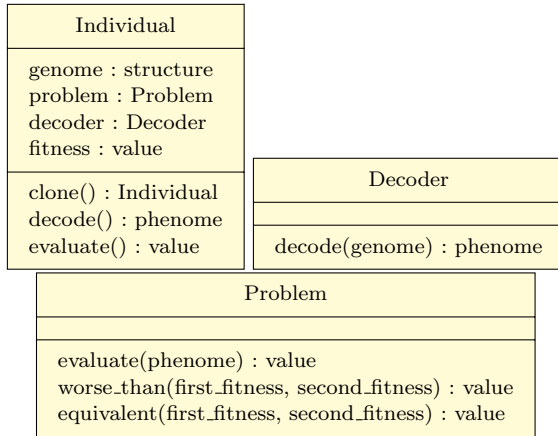 Individual
genome : structure
problem : Problem
decoder : Decoder
fitness : value
clone() : Individual
decode() : phenome
evaluate() : value
Decoder
decode(genome) : phenome
Problem
evaluate(phenome) : value
worse_than(first_fitness, second_fitness) : value
equivalent(first_fitness, second_fitness) : value